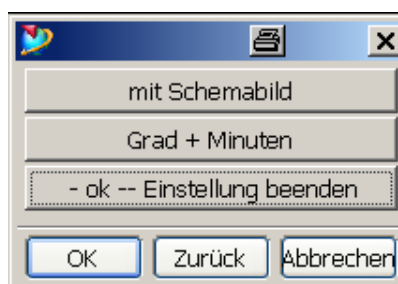 mit Schemabild
Grad + Minuten
- ok -- Einstellung beenden
OK Zurück Abbrechen